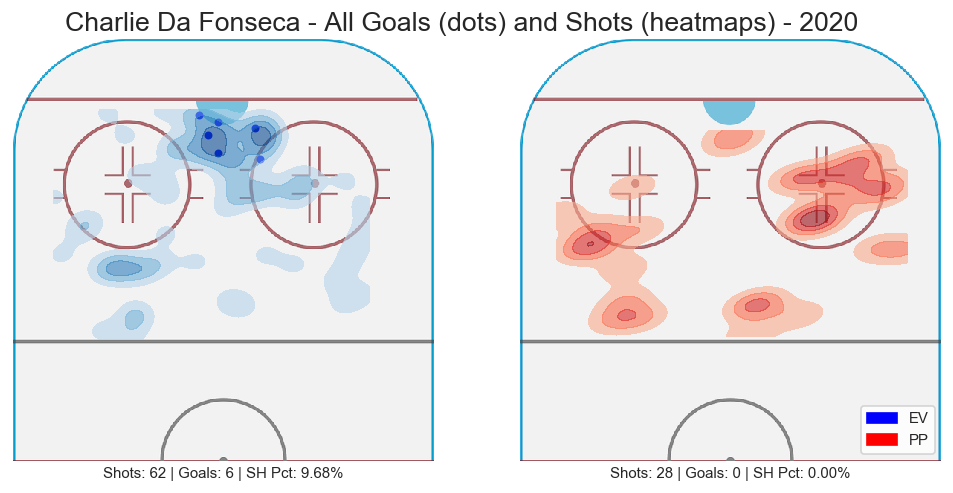 Charlie Da Fonseca - All Goals (dots) and Shots (heatmaps) - 2020
EV
PP
Shots: 62 | Goals: 6 | SH Pct: 9.68%
Shots: 28 | Goals: 0 | SH Pct: 0.00%